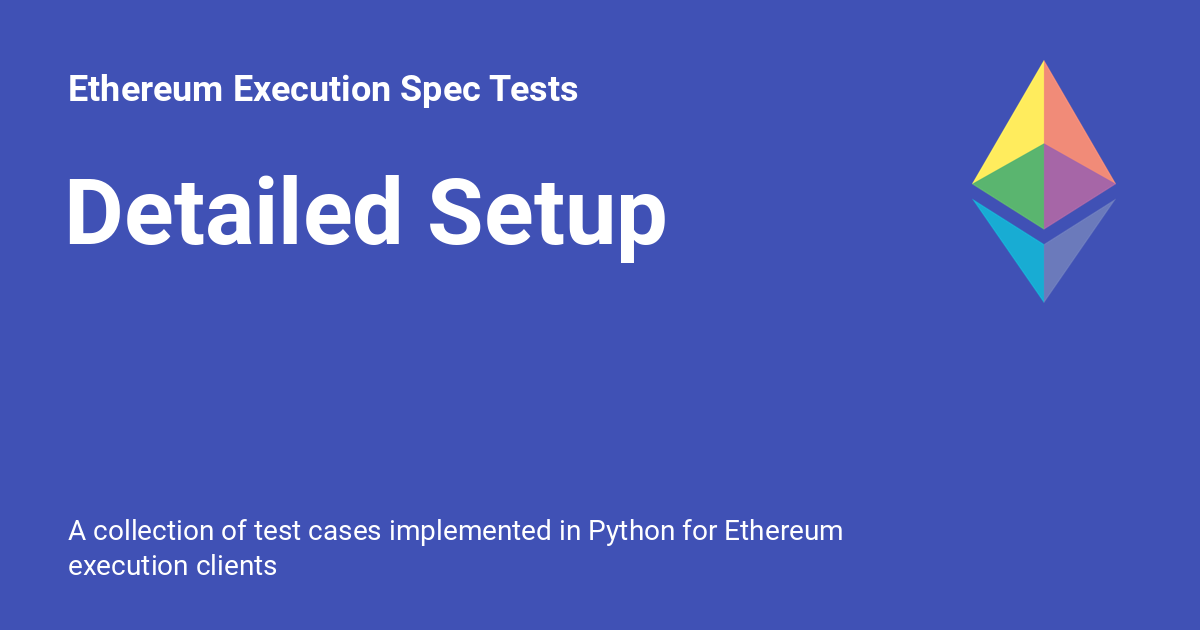 Ethereum Execution Spec Tests
Detailed Setup
A collection of test cases implemented in Python for Ethereum
execution clients